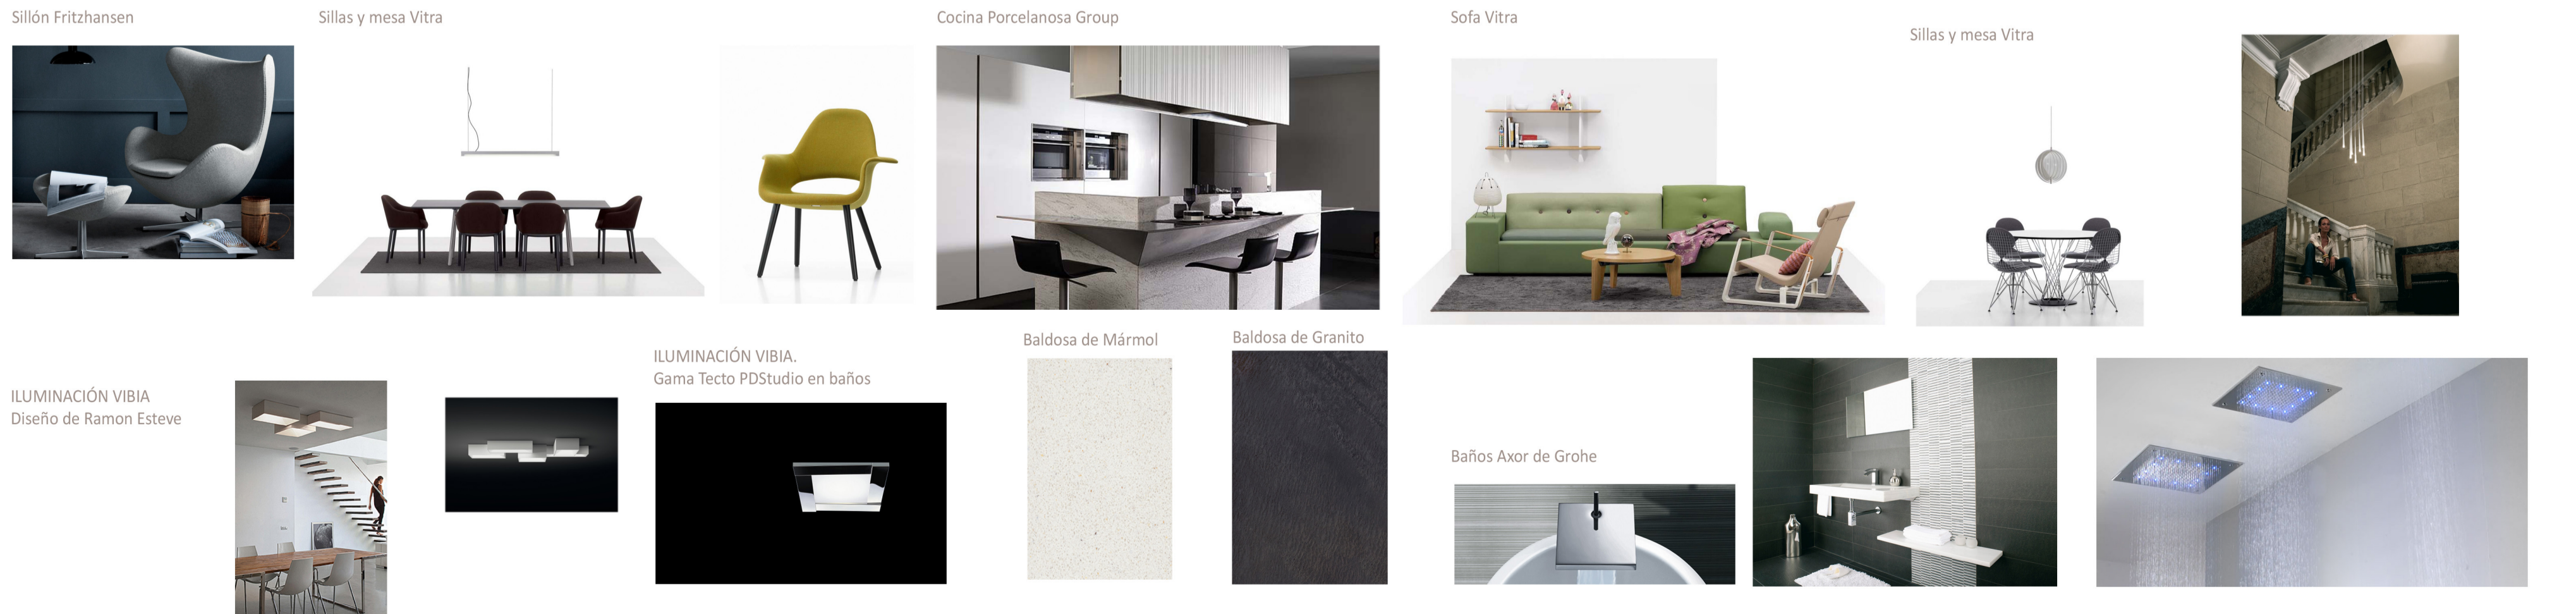 Sillón Fritzhansen
Sillas y mesa Vitra
Cocina Porcelanosa Group
Sofa Vitra
Sillas y mesa Vitra
ILUMINACIÓN VIBIA
Diseño de Ramon Esteve
ILUMINACIÓN VIBIA.
Gama Tecto PDStudio en baños
Baldosa de Mármol
Baldosa de Granito
Baños Axor de Grohe